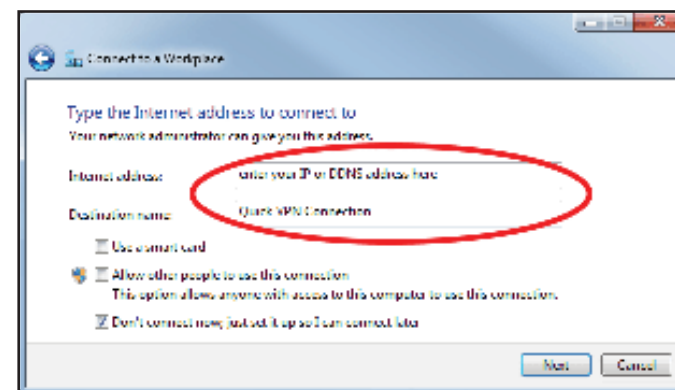 Connect to a Workplace
Type the Internet address to connect to
Your network administrator can give you this address.
Internet address: enter your IP or DDNS address here
Destination name: Quick VPN Connection
Use a smart card
Allow other people to use this connection
This option allows anyone with access to this computer to use this connection.
Don't connect now; just set it up so I can connect later
Next Cancel